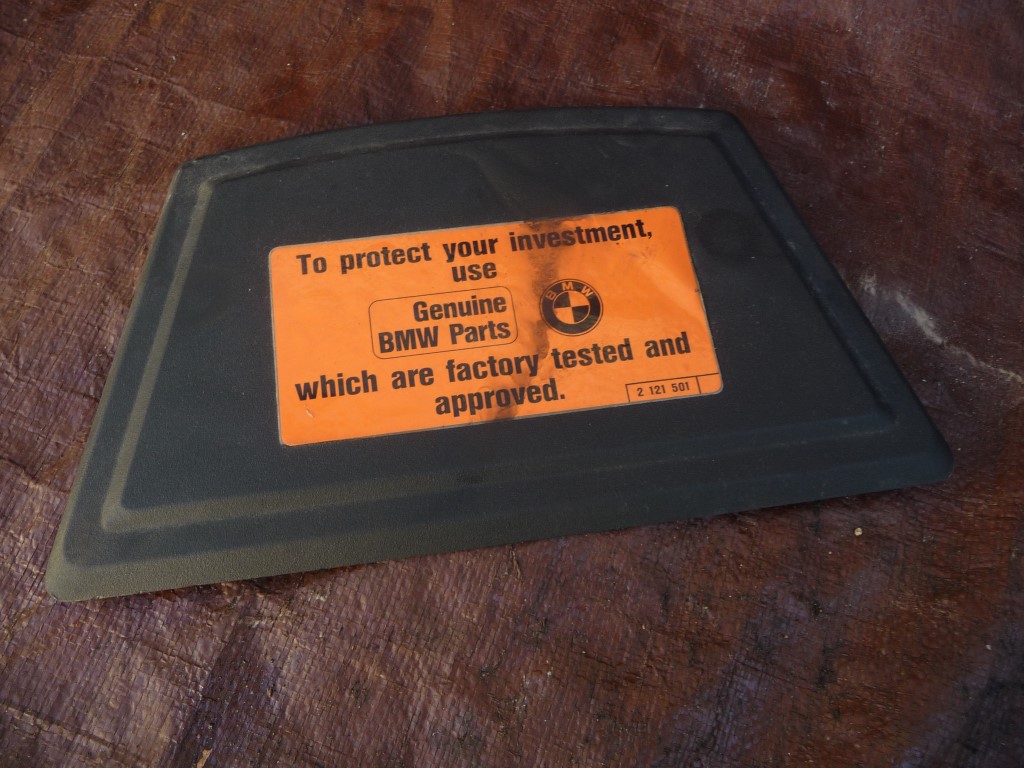 To protect your investment,
use
Genuine
BMW Parts
BMW
which are factory tested and
approved.
2 121 501